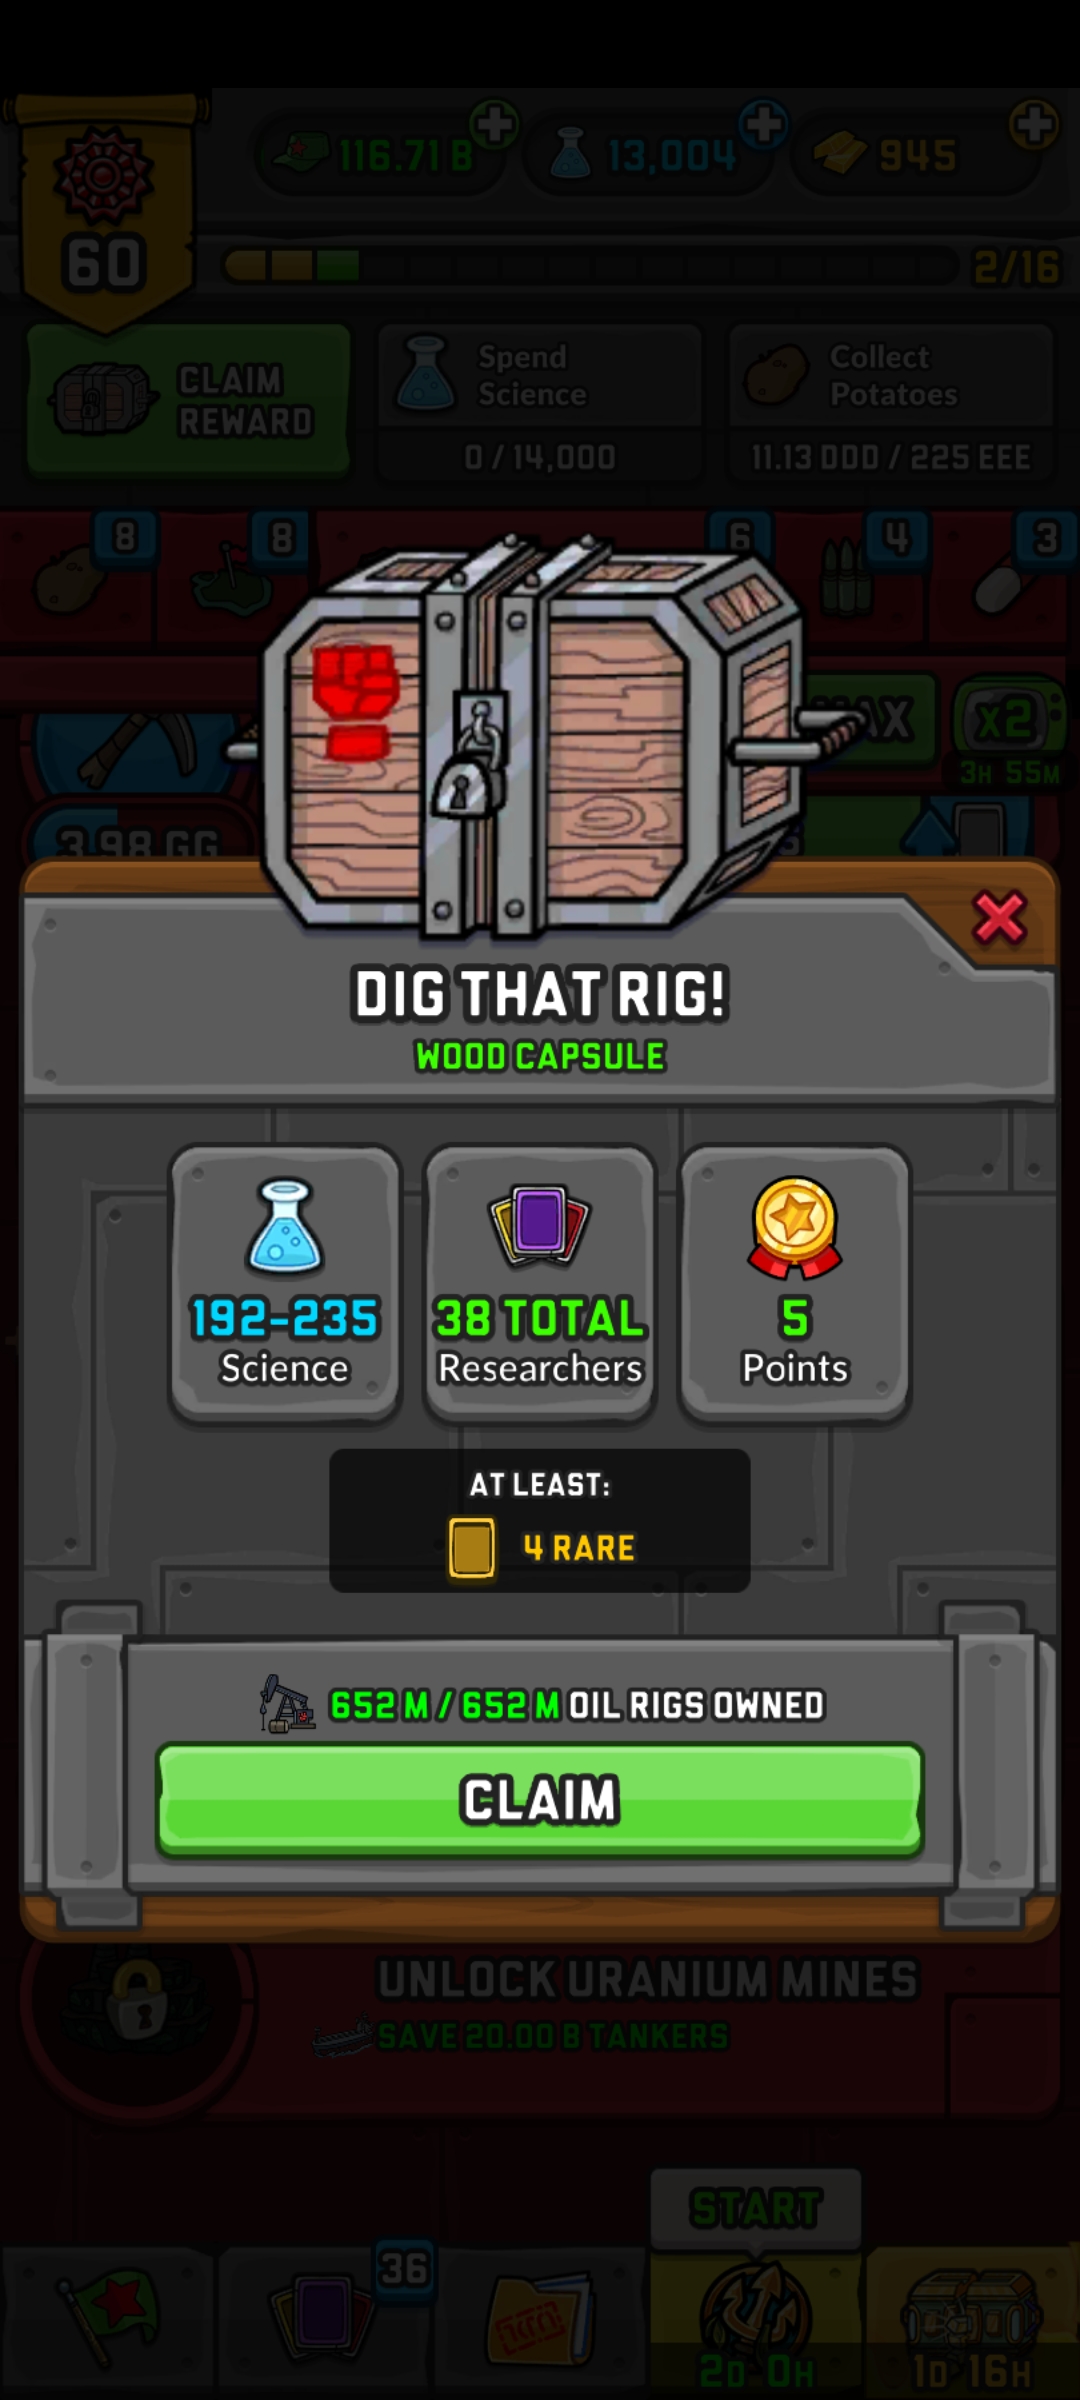 116.71 B
13,004
945
60
2/16
CLAIM
REWARD
Spend
Science
0 / 14,000
Collect
Potatoes
11.13 DDD / 225 EEE
8
8
6
4
3
MAX
x2
3H 55M
3.98 GG
DIG THAT RIG!
WOOD CAPSULE
192-235
Science
38 TOTAL
Researchers
5
Points
AT LEAST:
4 RARE
652 M / 652 M OIL RIGS OWNED
CLAIM
UNLOCK URANIUM MINES
SAVE 20.00 B TANKERS
START
36
2D 0H
1D 16H